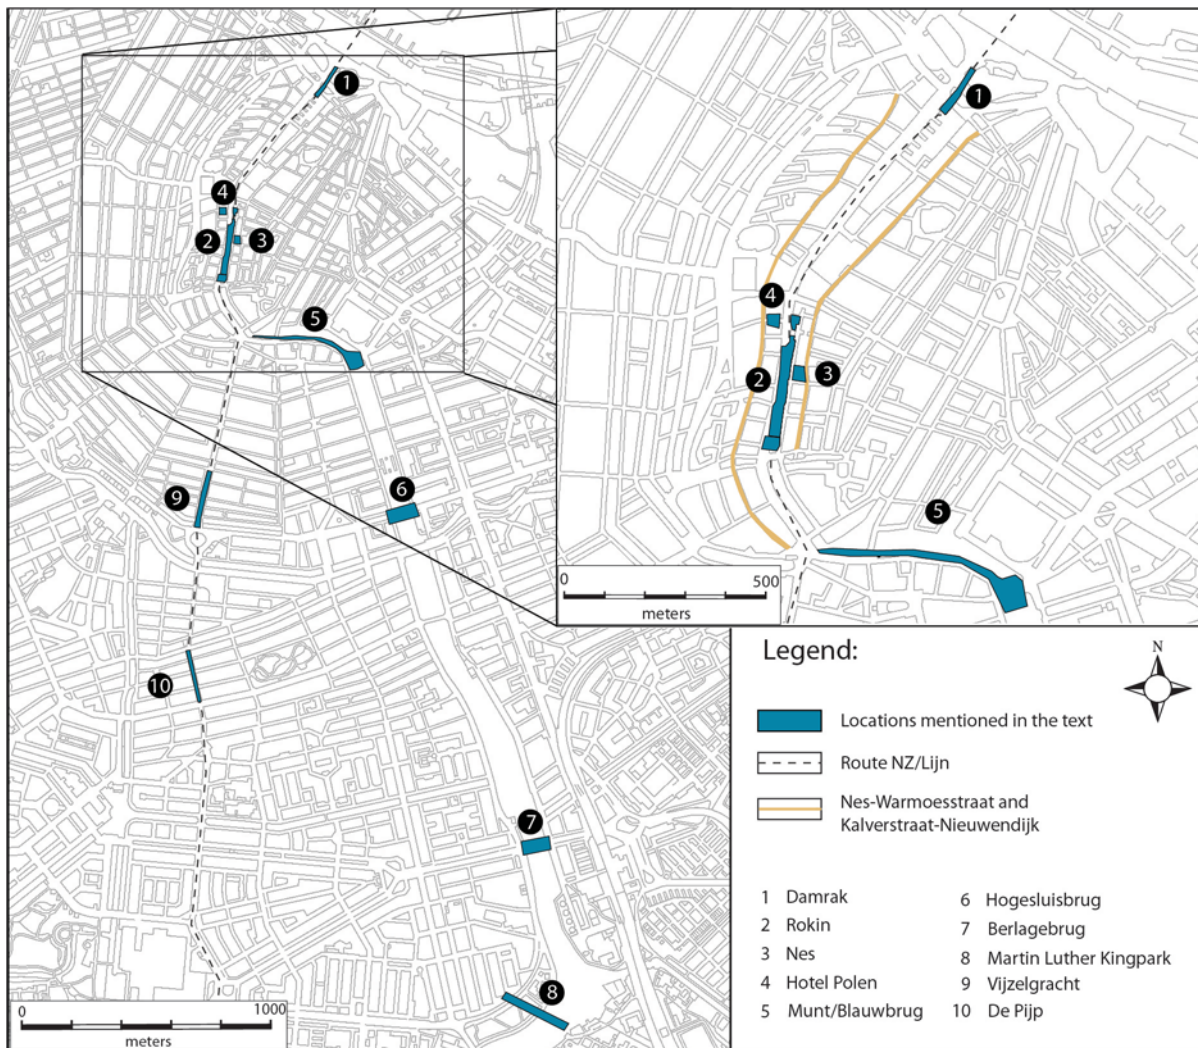 1
4
2
3
5
9
6
10
7
8
0
1000
meters
1
4
2
3
5
0
500
meters
Legend:
N
Locations mentioned in the text
Route NZ/Lijn
Nes-Warmoesstraat and
Kalverstraat-Nieuwendijk
1 Damrak
2 Rokin
3 Nes
4 Hotel Polen
5 Munt/Blauwbrug
6 Hogesluisbrug
7 Berlagebrug
8 Martin Luther Kingpark
9 Vijzelgracht
10 De Pijp